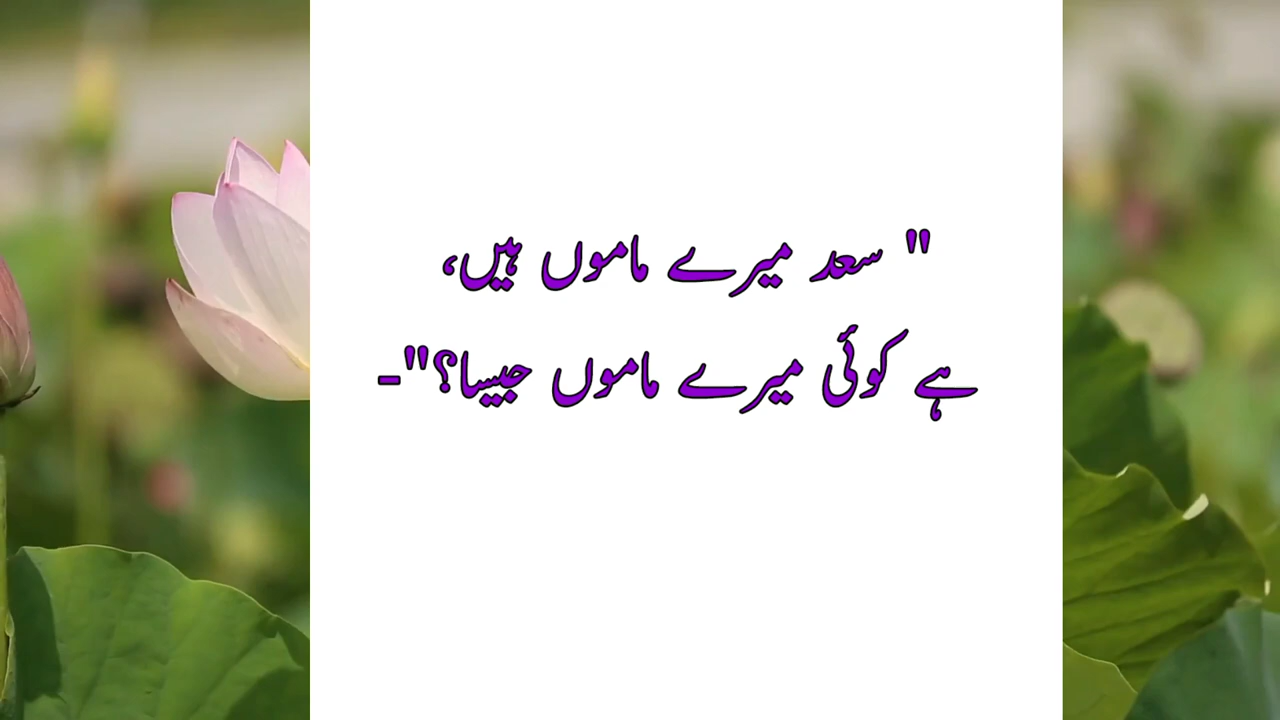 " سعد میرے ماموں ہیں،
ہے کوئی میرے ماموں جیسا؟"۔